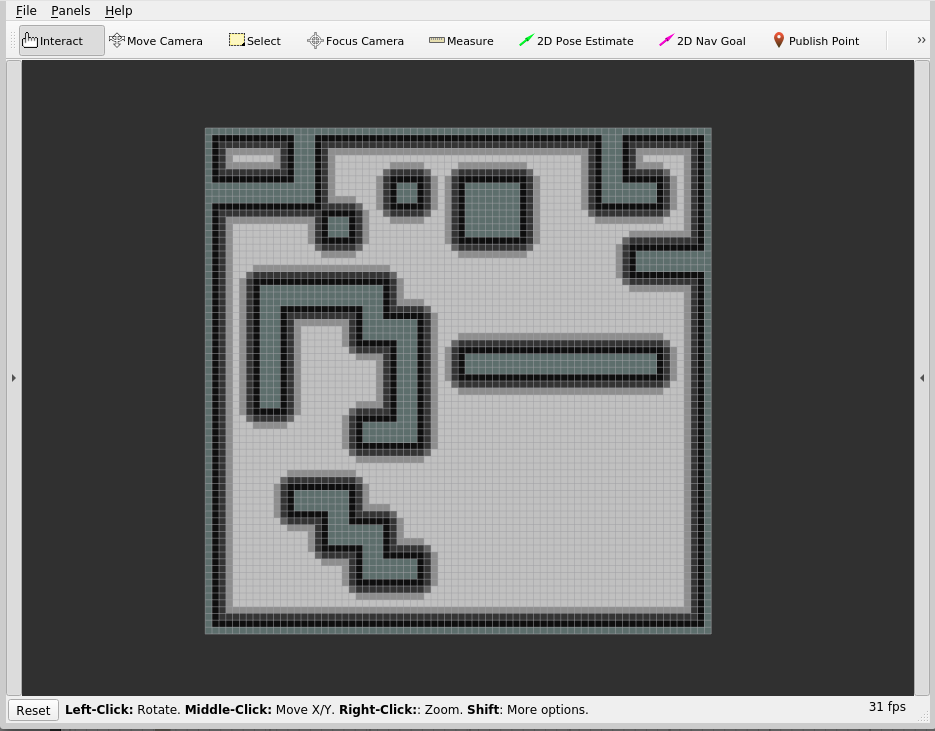 File Panels Help
Interact Move Camera Select Focus Camera Measure 2D Pose Estimate 2D Nav Goal Publish Point »
Reset Left-Click: Rotate. Middle-Click: Move X/Y. Right-Click:: Zoom. Shift: More options. 31 fps